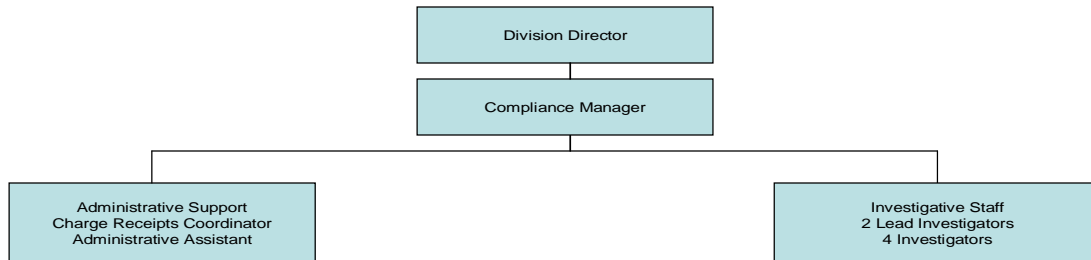 Division Director
Compliance Manager
Administrative Support
Charge Receipts Coordinator
Administrative Assistant
Investigative Staff
2 Lead Investigators
4 Investigators